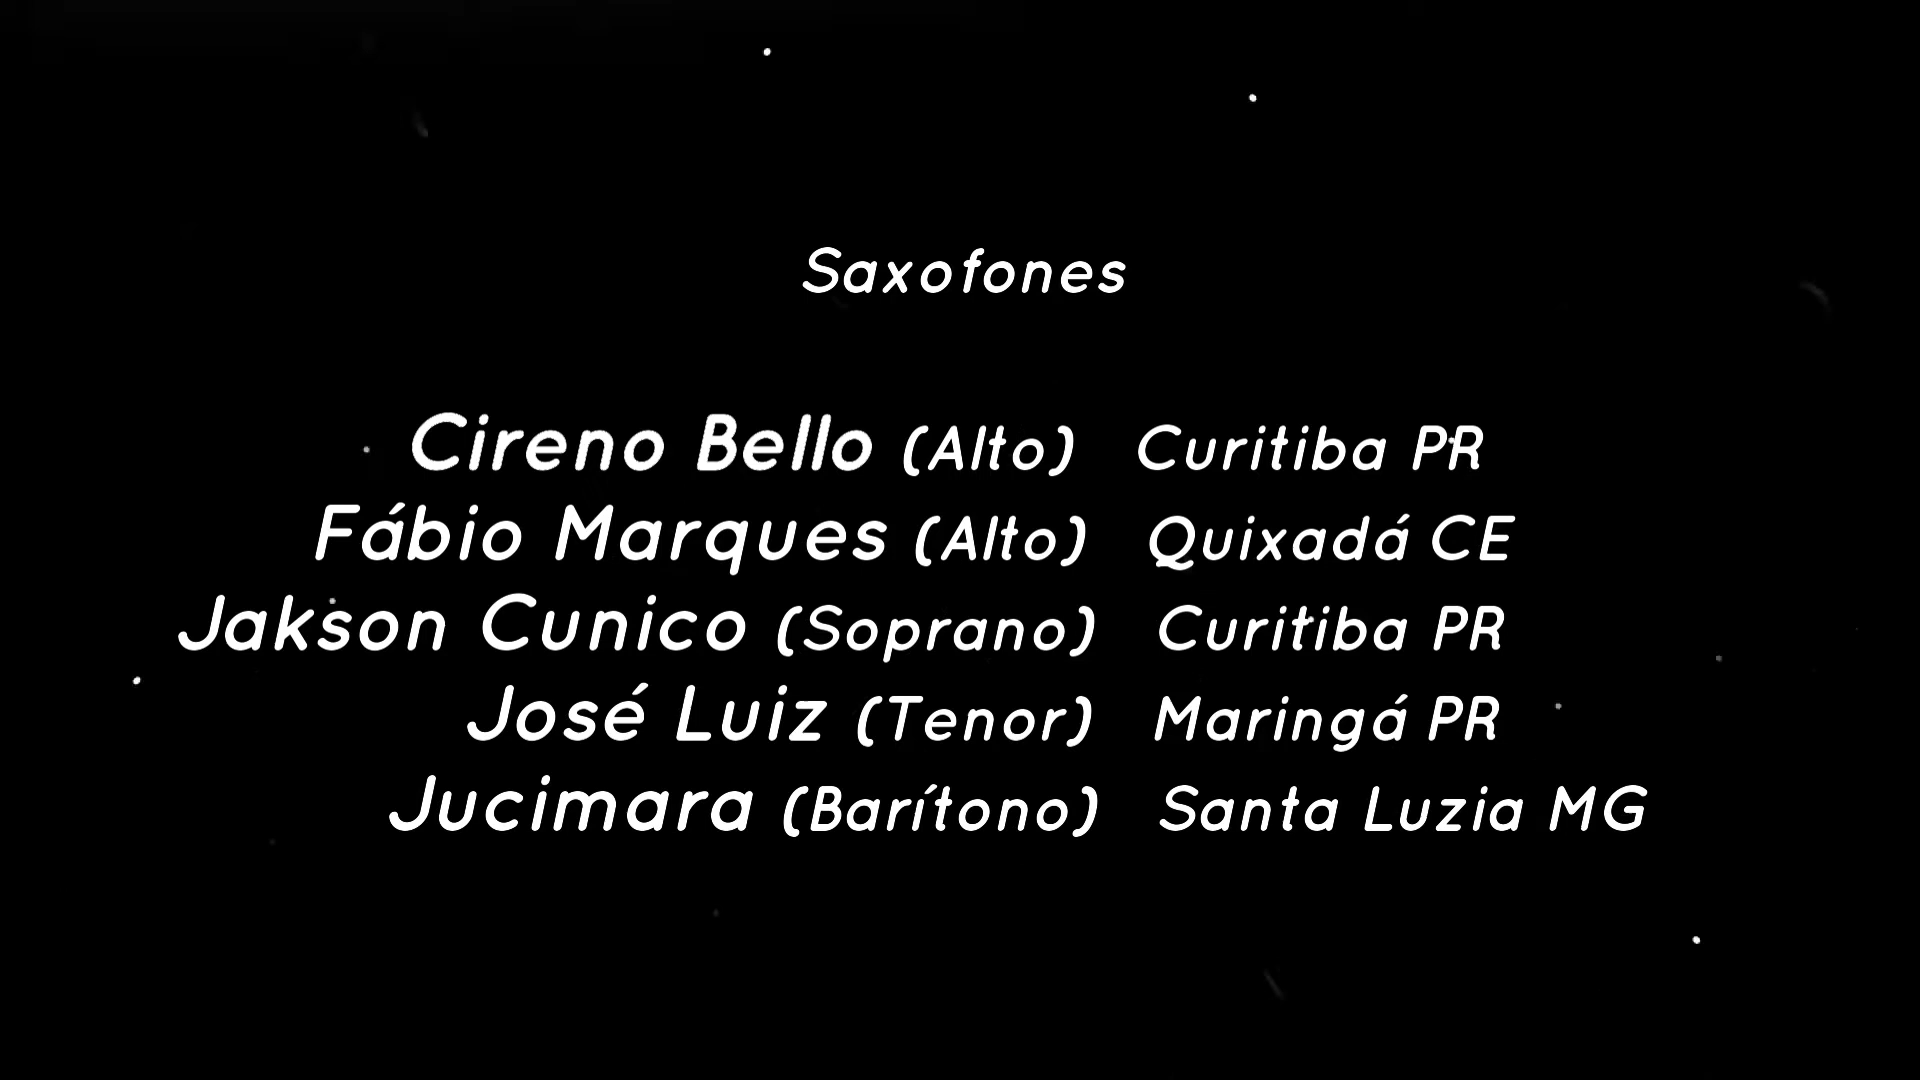 Saxofones
Cireno Bello (Alto) Curitiba PR
Fábio Marques (Alto) Quixadá CE
Jakson Cunico (Soprano) Curitiba PR
José Luiz (Tenor) Maringá PR
Jucimara (Barítono) Santa Luzia MG